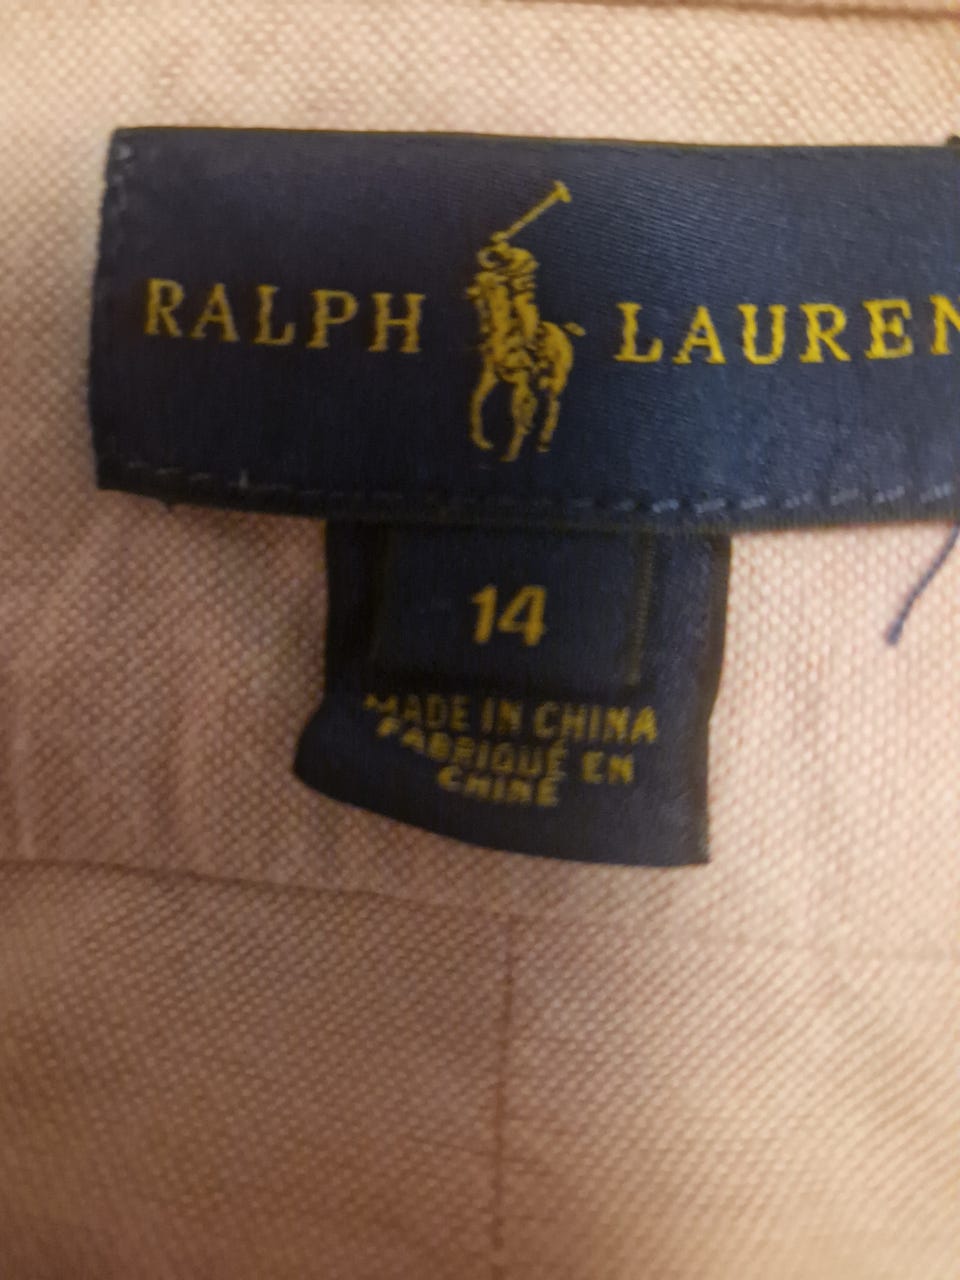 RALPH LAUREN
14
MADE IN CHINA
FABRIQUÉ EN
CHINE